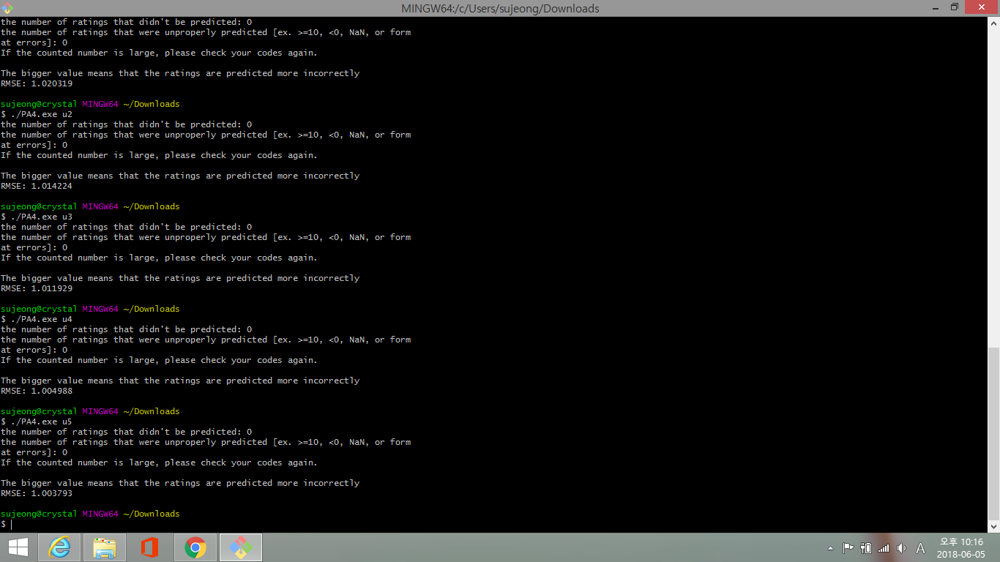 MINGW64:/c/Users/sujeong/Downloads
the number of ratings that didn't be predicted: 0
the number of ratings that were unproperly predicted [ex. >=10, <0, NaN, or form
at errors]: 0
If the counted number is large, please check your codes again.
The bigger value means that the ratings are predicted more incorrectly
RMSE: 1.020319
sujeong@crystal MINGW64 ~/Downloads
$ ./PA4.exe u2
the number of ratings that didn't be predicted: 0
the number of ratings that were unproperly predicted [ex. >=10, <0, NaN, or form
at errors]: 0
If the counted number is large, please check your codes again.
The bigger value means that the ratings are predicted more incorrectly
RMSE: 1.014224
sujeong@crystal MINGW64 ~/Downloads
$ ./PA4.exe u3
the number of ratings that didn't be predicted: 0
the number of ratings that were unproperly predicted [ex. >=10, <0, NaN, or form
at errors]: 0
If the counted number is large, please check your codes again.
The bigger value means that the ratings are predicted more incorrectly
RMSE: 1.011929
sujeong@crystal MINGW64 ~/Downloads
$ ./PA4.exe u4
the number of ratings that didn't be predicted: 0
the number of ratings that were unproperly predicted [ex. >=10, <0, NaN, or form
at errors]: 0
If the counted number is large, please check your codes again.
The bigger value means that the ratings are predicted more incorrectly
RMSE: 1.004988
sujeong@crystal MINGW64 ~/Downloads
$ ./PA4.exe u5
the number of ratings that didn't be predicted: 0
the number of ratings that were unproperly predicted [ex. >=10, <0, NaN, or form
at errors]: 0
If the counted number is large, please check your codes again.
The bigger value means that the ratings are predicted more incorrectly
RMSE: 1.003793
sujeong@crystal MINGW64 ~/Downloads
$
A
오후 10:16
2018-06-05